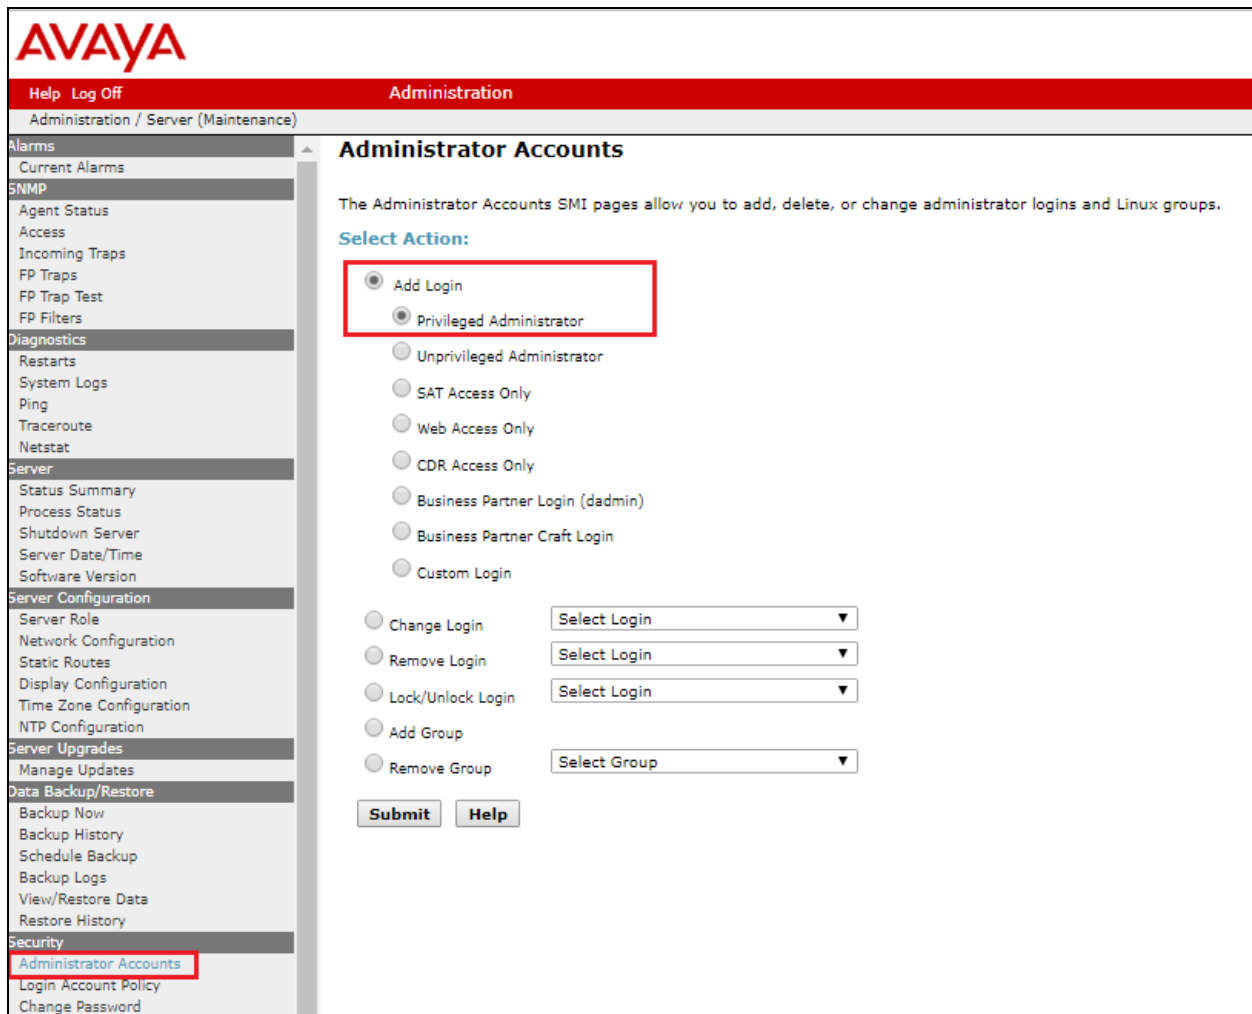 AVAYA
Help Log Off Administration
Administration / Server (Maintenance)
Alarms
Current Alarms
SNMP
Agent Status
Access
Incoming Traps
FP Traps
FP Trap Test
FP Filters
Diagnostics
Restarts
System Logs
Ping
Traceroute
Netstat
Server
Status Summary
Process Status
Shutdown Server
Server Date/Time
Software Version
Server Configuration
Server Role
Network Configuration
Static Routes
Display Configuration
Time Zone Configuration
NTP Configuration
Server Upgrades
Manage Updates
Data Backup/Restore
Backup Now
Backup History
Schedule Backup
Backup Logs
View/Restore Data
Restore History
Security
Administrator Accounts
Login Account Policy
Change Password
Administrator Accounts
The Administrator Accounts SMI pages allow you to add, delete, or change administrator logins and Linux groups.
Select Action:
Add Login
Privileged Administrator
Unprivileged Administrator
SAT Access Only
Web Access Only
CDR Access Only
Business Partner Login (dadmin)
Business Partner Craft Login
Custom Login
Change Login Select Login
Remove Login Select Login
Lock/Unlock Login Select Login
Add Group
Remove Group Select Group
Submit Help